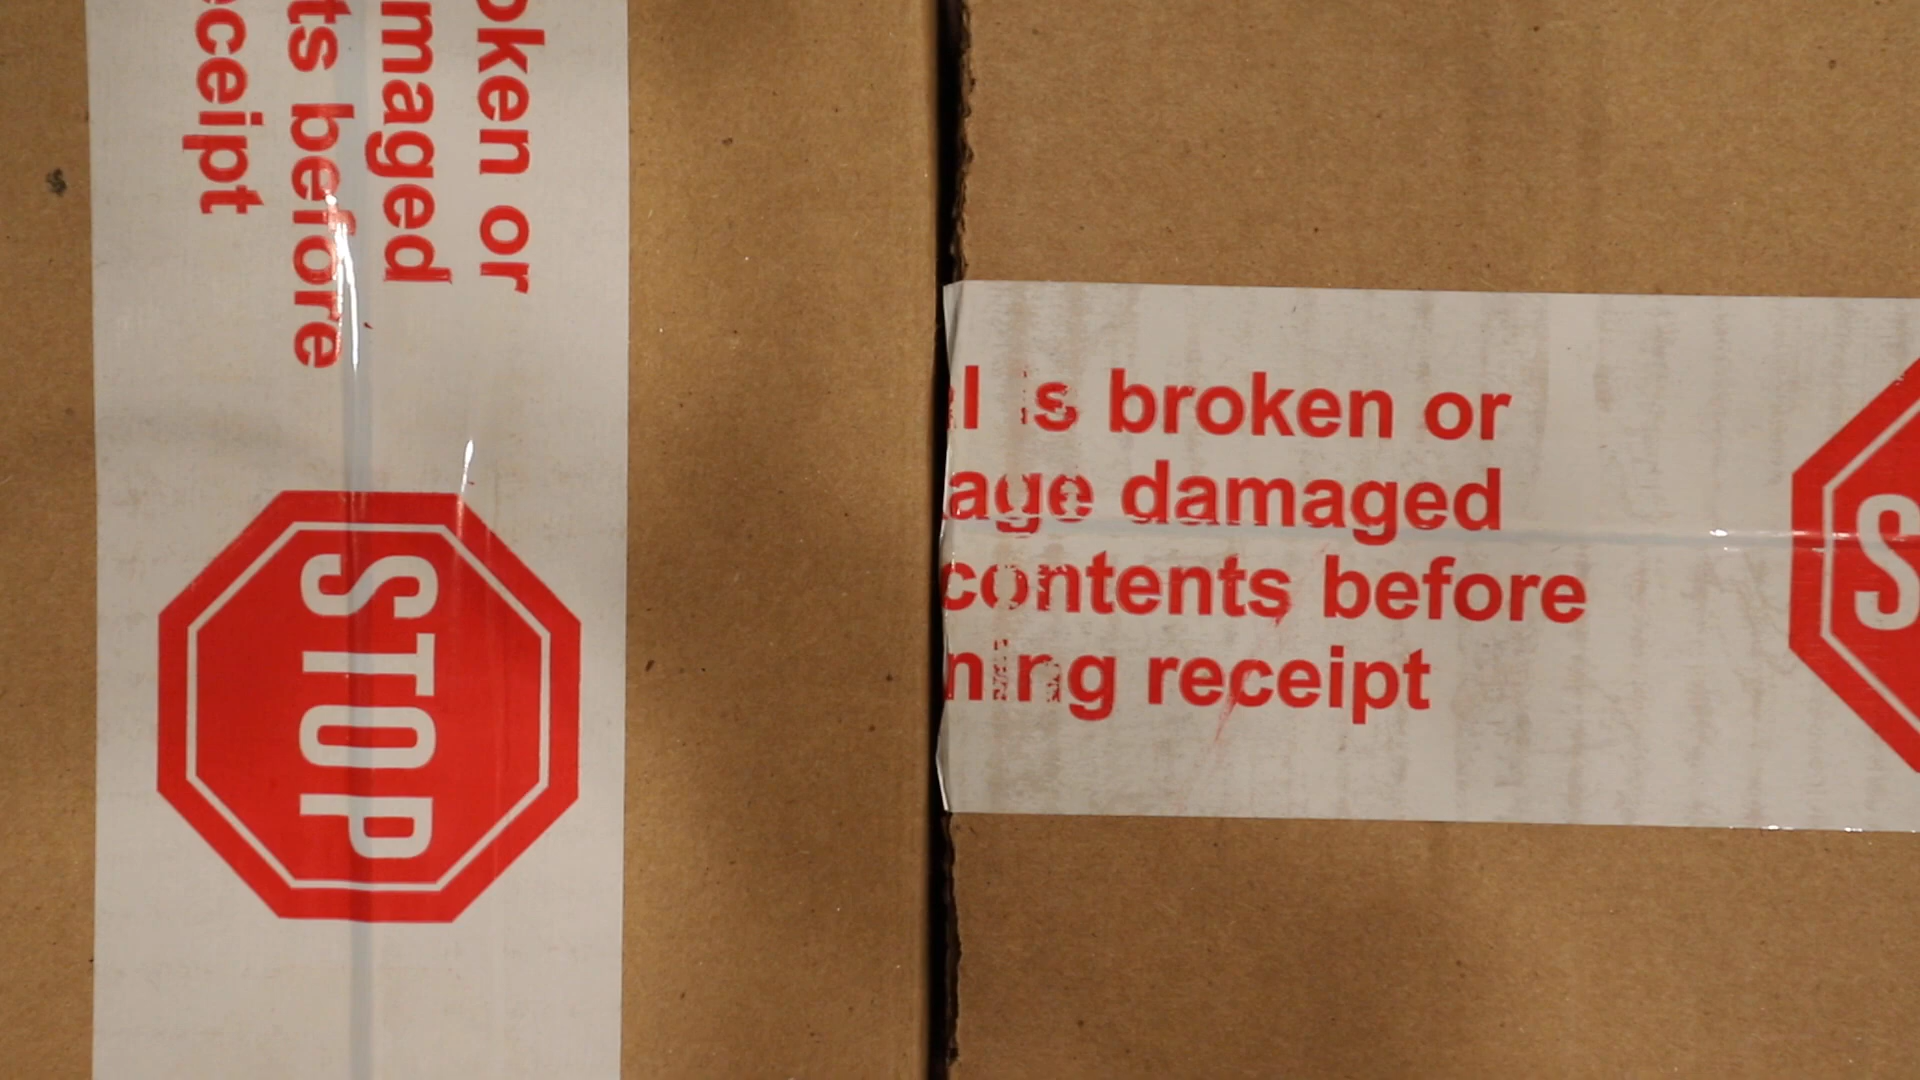 oken or
maged
ts before
ceipt
STOP
l is broken or
age damaged
contents before
ning receipt
S